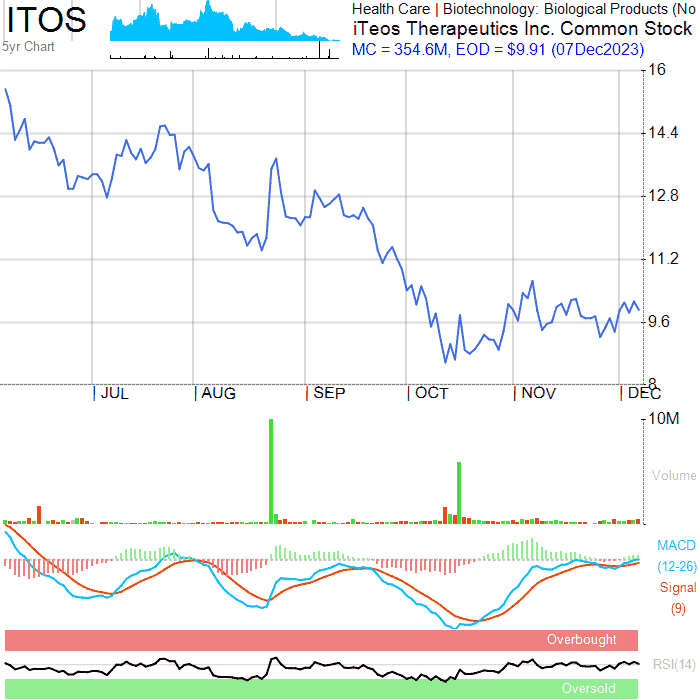 ITOS
5yr Chart
Health Care | Biotechnology: Biological Products (No
iTeos Therapeutics Inc. Common Stock
MC = 354.6M, EOD = $9.91 (07Dec2023)
16
14.4
12.8
11.2
9.6
8
JUL AUG SEP OCT NOV DEC
10M
Volume
MACD
(12-26)
Signal
(9)
Overbought
RSI(14)
Oversold